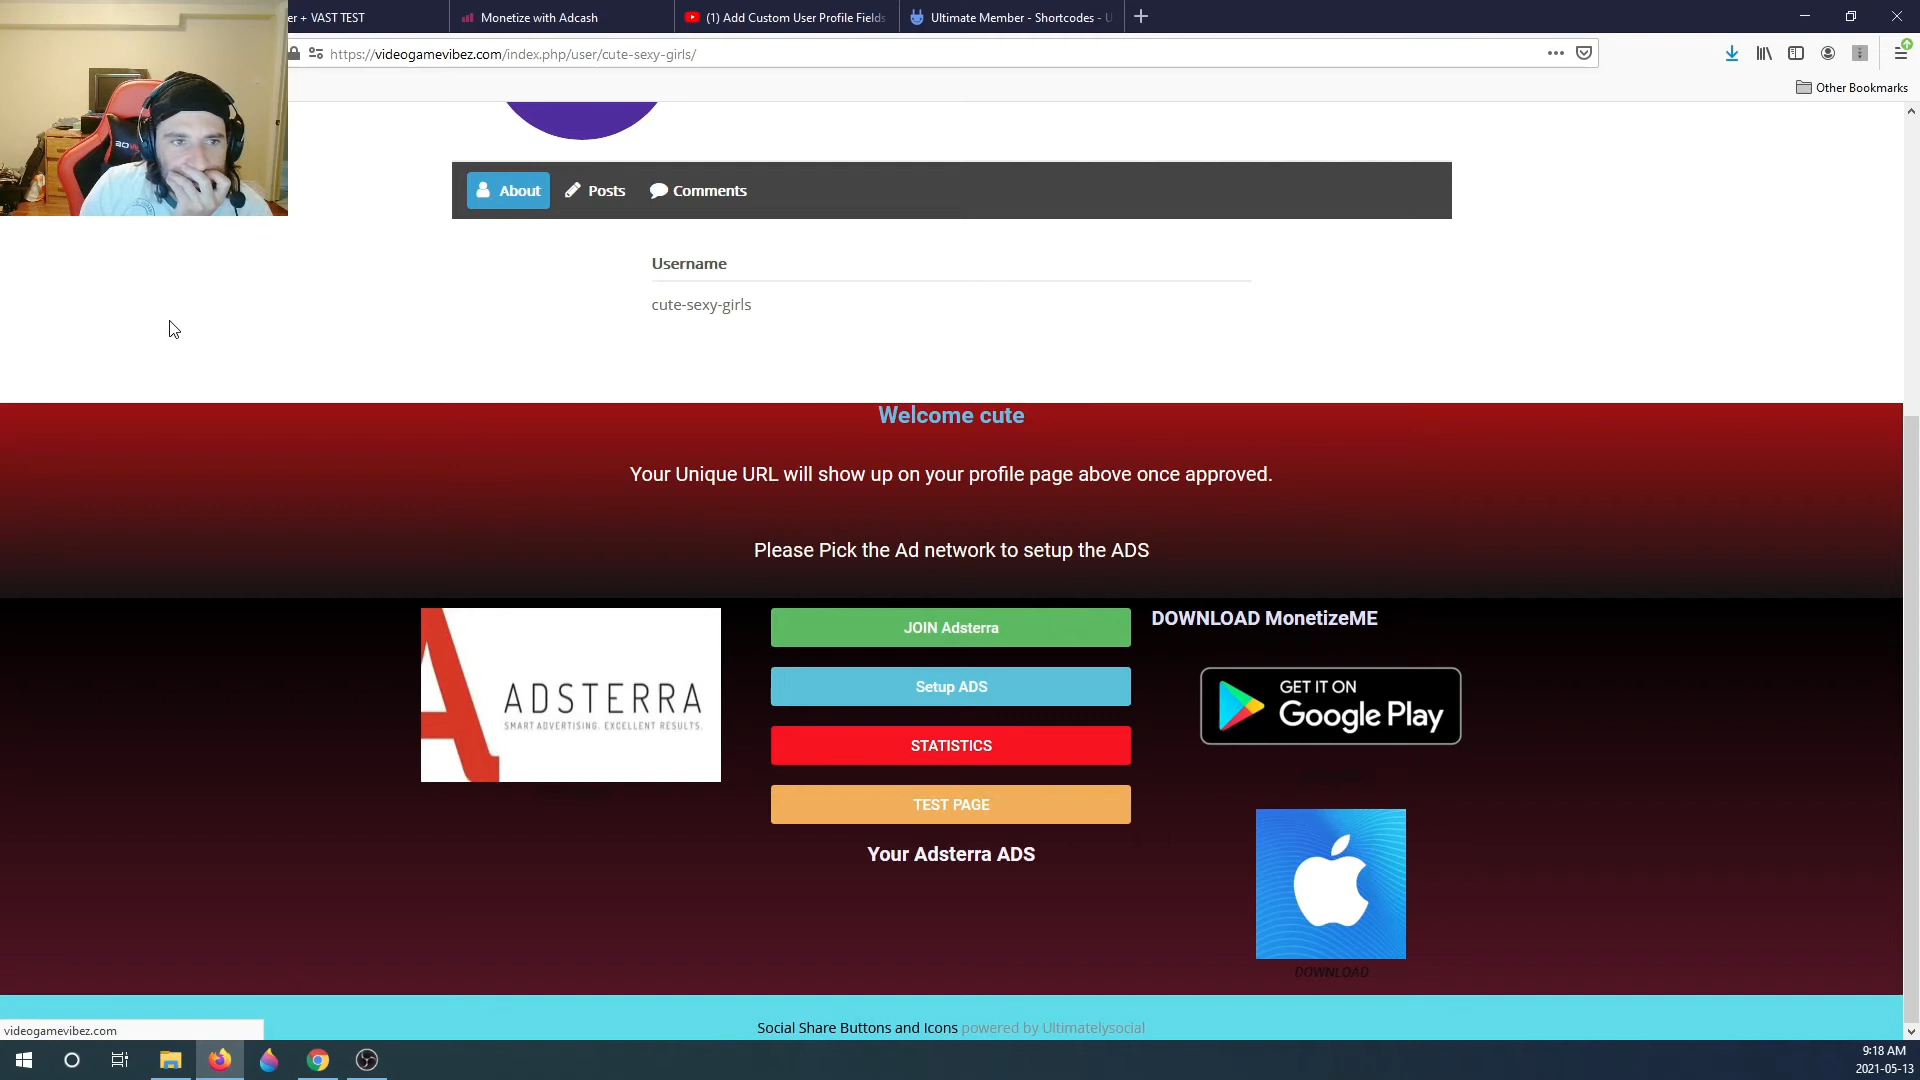 er + VAST TEST
Monetize with Adcash
(1) Add Custom User Profile Fields
Ultimate Member - Shortcodes - U
https://videogamevibez.com/index.php/user/cute-sexy-girls/
Other Bookmarks
About
Posts
Comments
Username
cute-sexy-girls
Welcome cute
Your Unique URL will show up on your profile page above once approved.
Please Pick the Ad network to setup the ADS
ADSTERRA
SMART ADVERTISING. EXCELLENT RESULTS.
JOIN Adsterra
Setup ADS
STATISTICS
TEST PAGE
Your Adsterra ADS
DOWNLOAD MonetizeME
GET IT ON
Google Play
DOWNLOAD
Social Share Buttons and Icons powered by Ultimatelysocial
videogamevibez.com
9:18 AM
2021-05-13